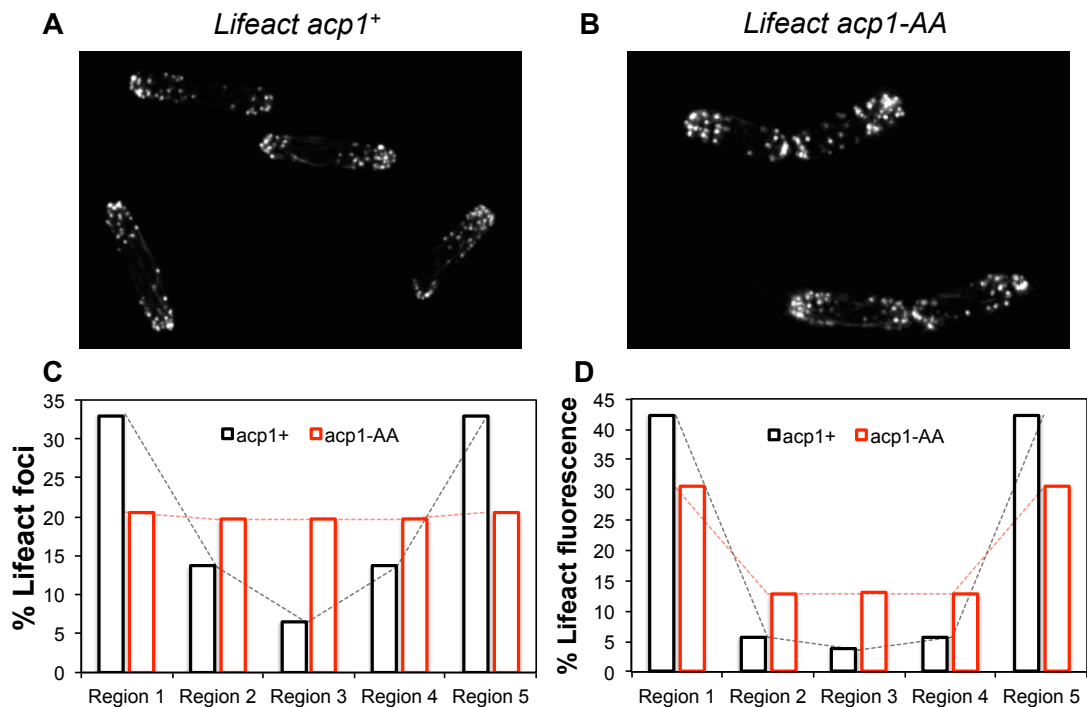 A
Lifeact acp1+
B
Lifeact acp1-AA
C
% Lifeact foci
35
30
25
20
15
10
5
0
acp1+
acp1-AA
Region 1
Region 2
Region 3
Region 4
Region 5
D
% Lifeact fluorescence
45
40
35
30
25
20
15
10
5
0
acp1+
acp1-AA
Region 1
Region 2
Region 3
Region 4
Region 5